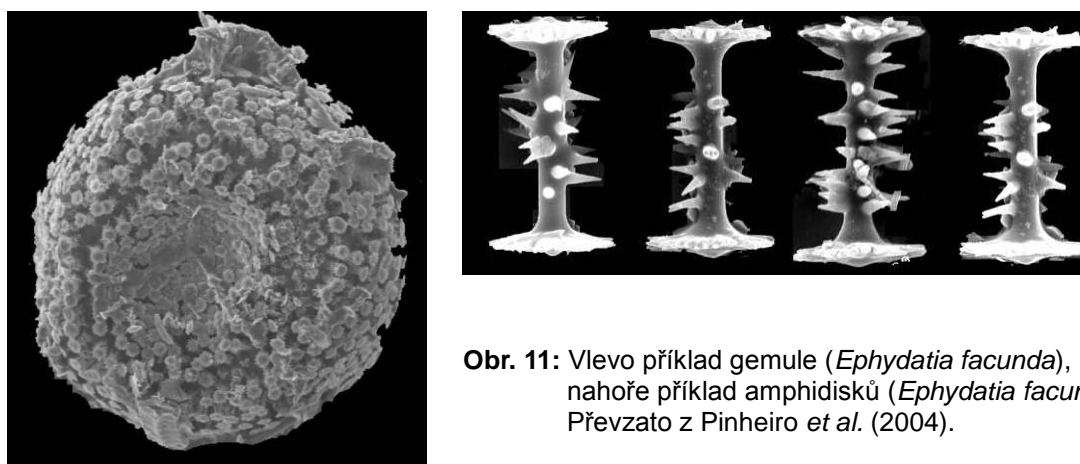 Obr. 11: Vlevo příklad gemule (Ephydatia facunda),
nahoře příklad amphidisků (Ephydatia facun
Převzato z Pinheiro et al. (2004).